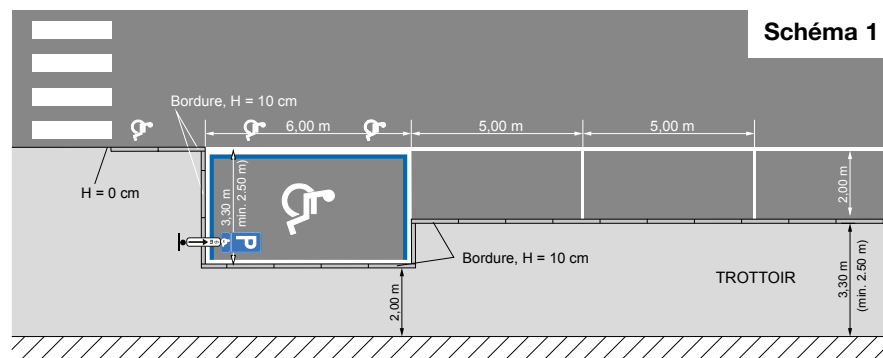 Schéma 1
Bordure, H = 10 cm
6,00 m
5,00 m
5,00 m
H = 0 cm
3,30 m
(min. 2.50 m)
2,00 m
P
Bordure, H = 10 cm
TROTTOIR
2,00 m
3,30 m
(min. 2.50 m)